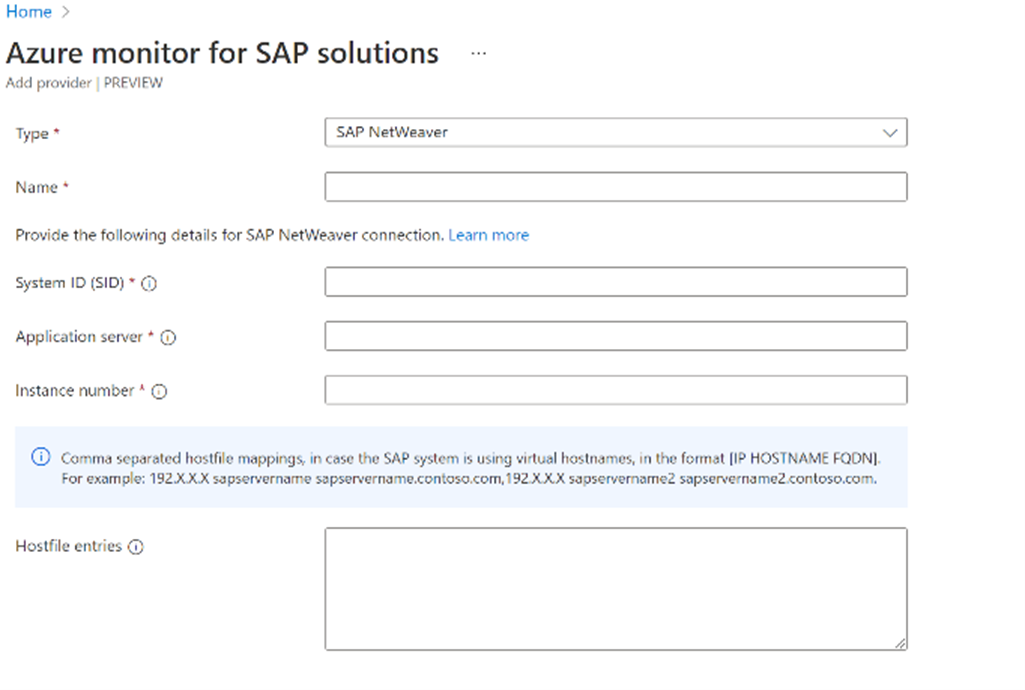 Home
Azure monitor for SAP solutions ...
Add provider | PREVIEW
Type * SAP NetWeaver
Name *
Provide the following details for SAP NetWeaver connection. Learn more
System ID (SID) *
Application server *
Instance number *
Comma separated hostfile mappings, in case the SAP system is using virtual hostnames, in the format [IP HOSTNAME FQDN].
For example: 192.X.X.X sapservername sapservername.contoso.com,192.X.X.X sapservername2 sapservername2.contoso.com.
Hostfile entries